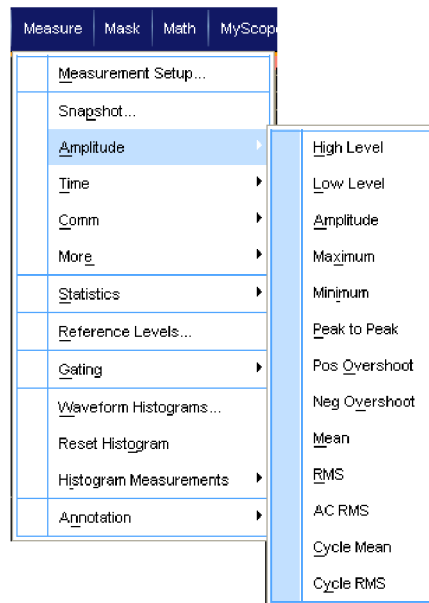 Measure Mask Math MyScop
Measurement Setup...
Snapshot...
Amplitude
Time
Comm
More
Statistics
Reference Levels...
Gating
Waveform Histograms...
Reset Histogram
Histogram Measurements
Annotation
High Level
Low Level
Amplitude
Maximum
Minimum
Peak to Peak
Pos Overshoot
Neg Overshoot
Mean
RMS
AC RMS
Cycle Mean
Cycle RMS